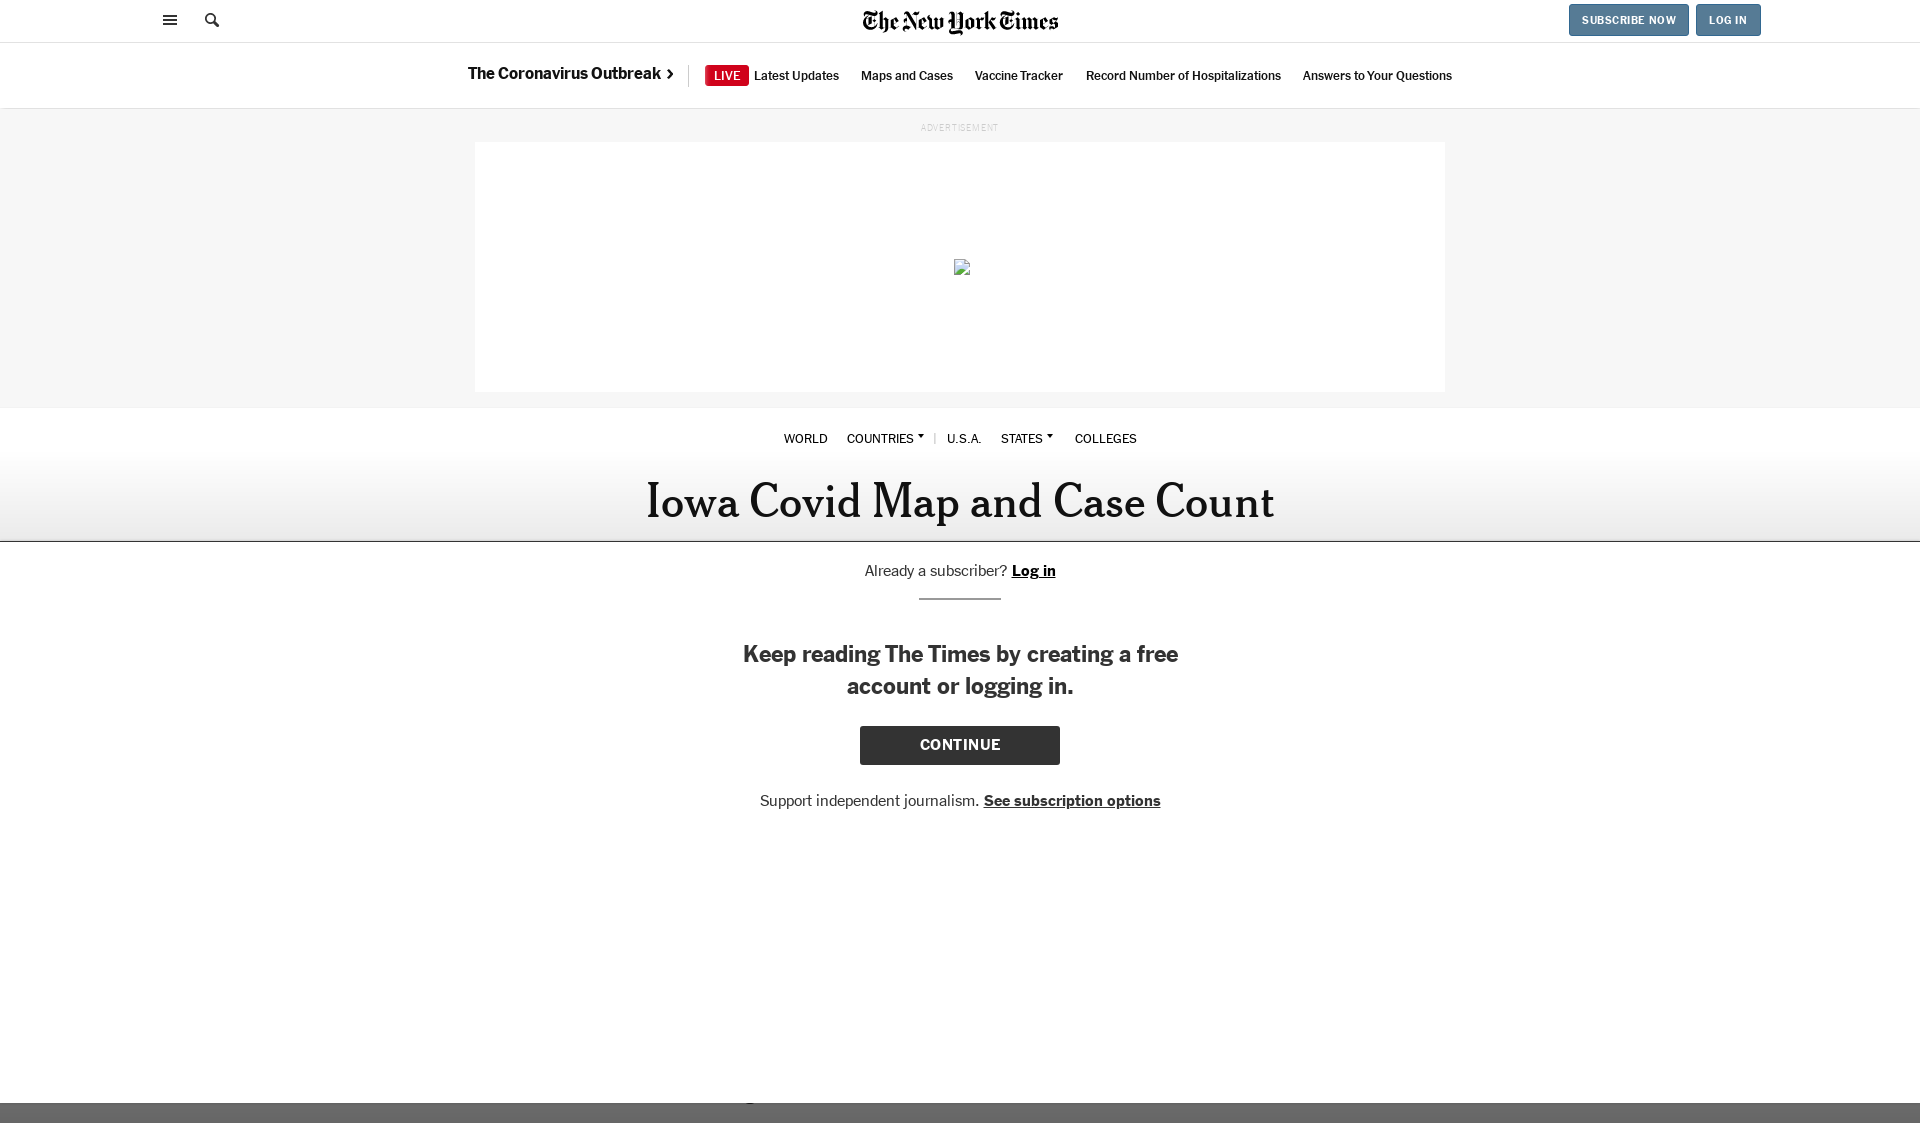 The New York Times
SUBSCRIBE NOW
LOG IN
The Coronavirus Outbreak
LIVE Latest Updates
Maps and Cases
Vaccine Tracker
Record Number of Hospitalizations
Answers to Your Questions
ADVERTISEMENT
WORLD
COUNTRIES
U.S.A.
STATES
COLLEGES
Iowa Covid Map and Case Count
Already a subscriber? Log in
Keep reading The Times by creating a free
account or logging in.
CONTINUE
Support independent journalism. See subscription options